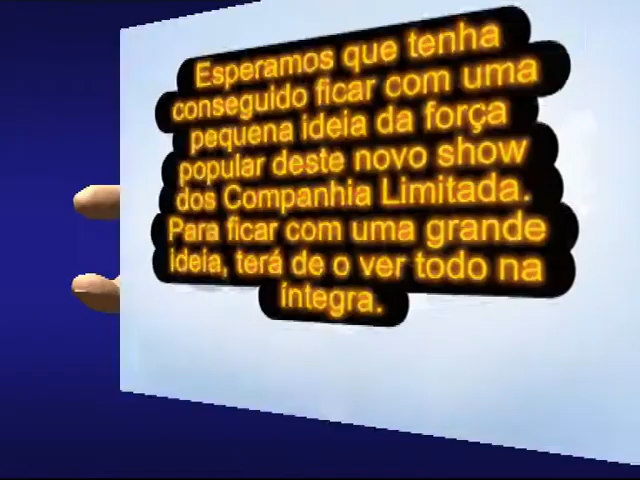 Esperamos que tenha
conseguido ficar com uma
pequena ideia da força
popular deste novo show
dos Companhia Limitada.
Para ficar com uma grande
ideia, terá de o ver todo na
íntegra.